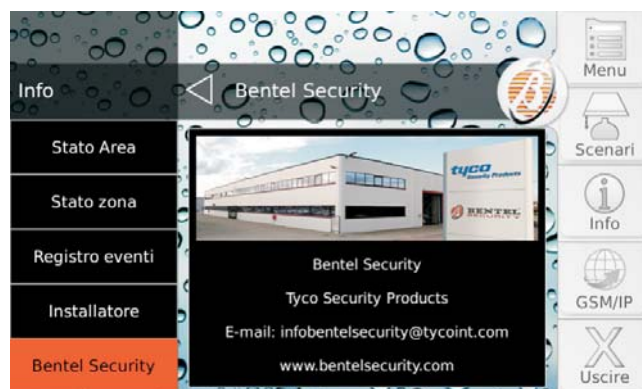 Info
Bentel Security
Menu
Scenari
Info
GSM/IP
Uscire
Stato Area
Stato zona
Registro eventi
Installatore
Bentel Security
tyco
Security Products
BENTEL
SECURITY
Bentel Security
Tyco Security Products
E-mail: infobentelsecurity@tycoint.com
www.bentelsecurity.com